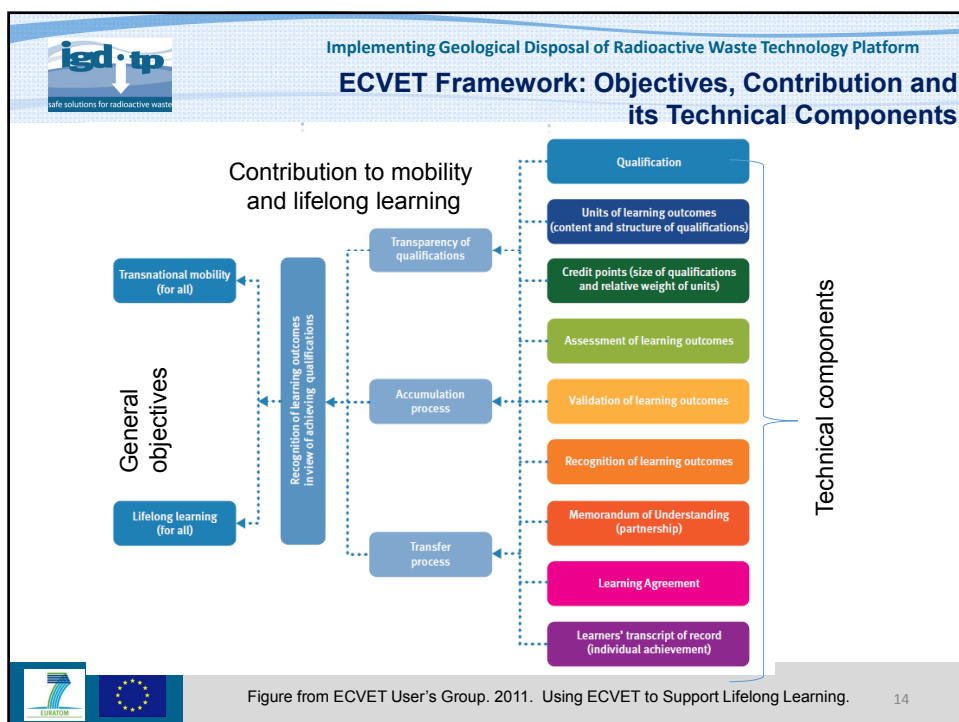 igd·tp
safe solutions for radioactive waste
Implementing Geological Disposal of Radioactive Waste Technology Platform
ECVET Framework: Objectives, Contribution and
its Technical Components
Contribution to mobility
and lifelong learning
General
objectives
Transnational mobility
(for all)
Lifelong learning
(for all)
Recognition of learning outcomes
in view of achieving qualifications
Transparency of
qualifications
Accumulation
process
Transfer
process
Qualification
Units of learning outcomes
(content and structure of qualifications)
Credit points (size of qualifications
and relative weight of units)
Assessment of learning outcomes
Validation of learning outcomes
Recognition of learning outcomes
Memorandum of Understanding
(partnership)
Learning Agreement
Learners' transcript of record
(individual achievement)
Technical components
7
EURATOM
Figure from ECVET User's Group. 2011. Using ECVET to Support Lifelong Learning.
14